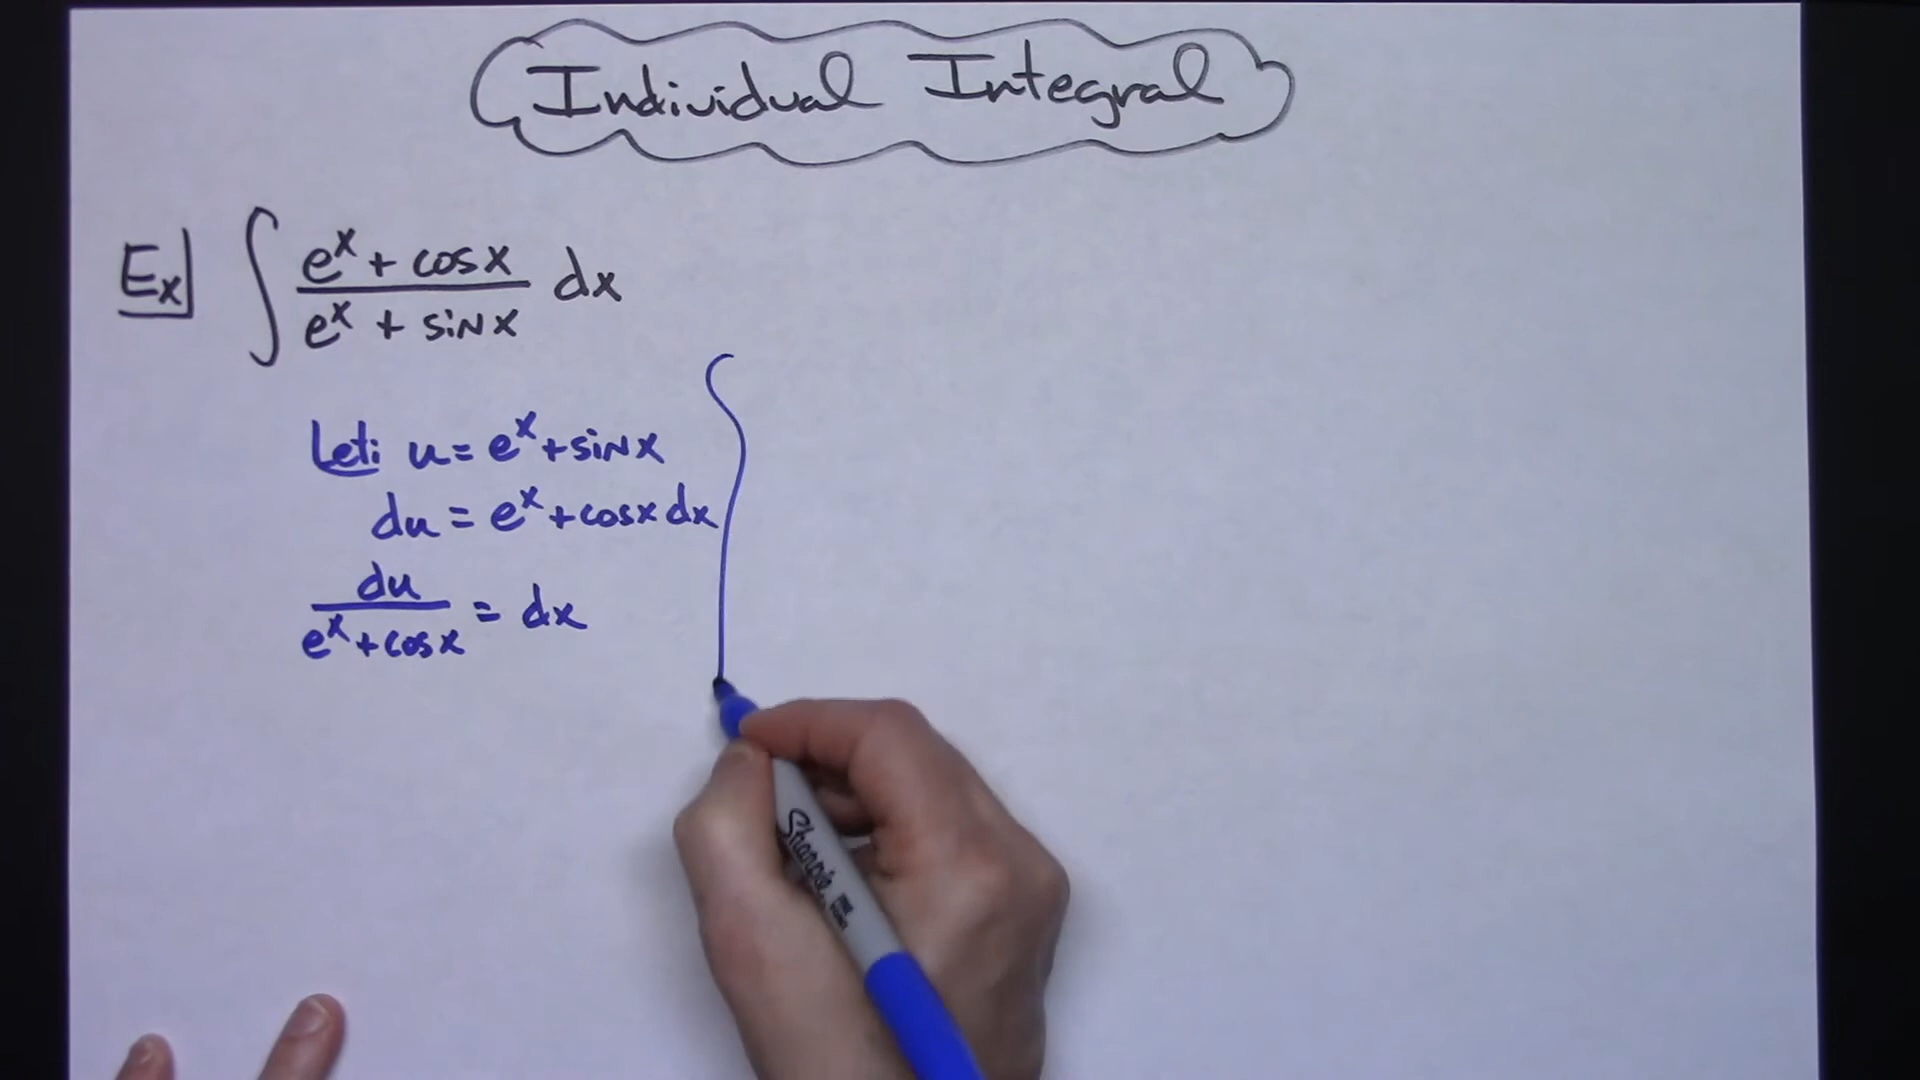 Individual Integral
Ex ∫ (e^x + cos x)/(e^x + sin x) dx
Let: u = e^x + sin x
du = e^x + cos x dx
du/(e^x + cos x) = dx
Sharpie